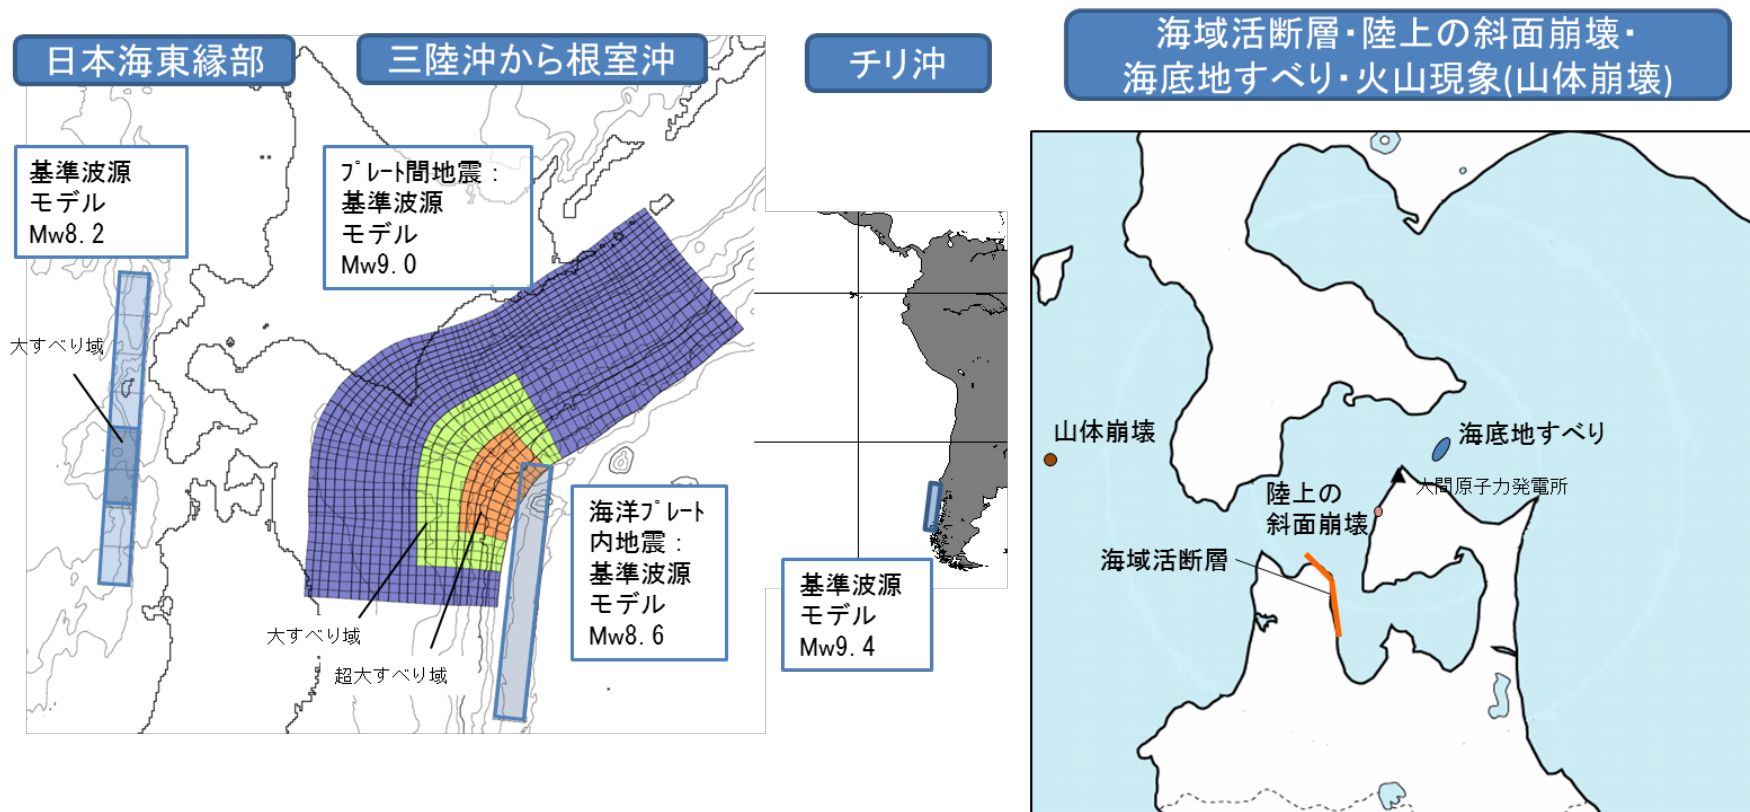 日本海東縁部
三陸沖から根室沖
チリ沖
海域活断層・陸上の斜面崩壊・
海底地すべり・火山現象(山体崩壊)
基準波源
モデル
Mw8.2
大すべり域
ﾌﾟﾚｰﾄ間地震：
基準波源
モデル
Mw9.0
大すべり域
超大すべり域
海洋ﾌﾟﾚｰﾄ
内地震：
基準波源
モデル
Mw8.6
基準波源
モデル
Mw9.4
山体崩壊
海底地すべり
大間原子力発電所
陸上の
斜面崩壊
海域活断層